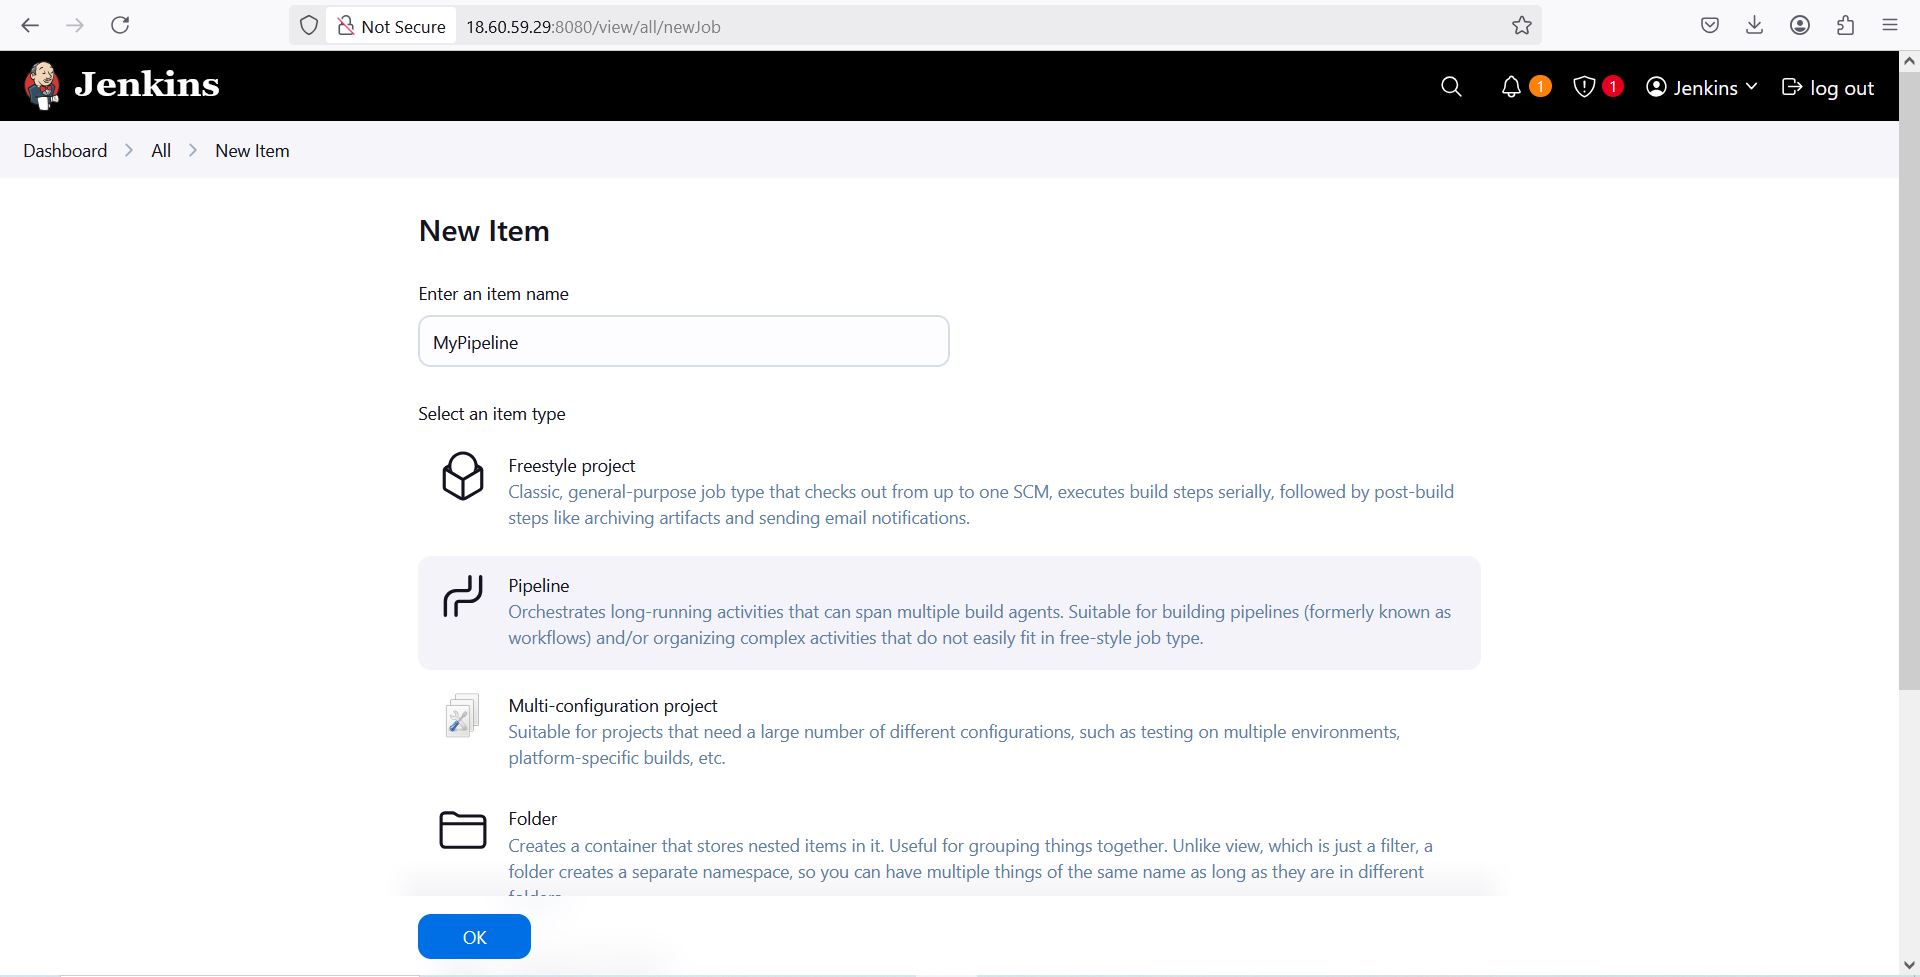 Not Secure 18.60.59.29:8080/view/all/newJob
Jenkins 1 1 Jenkins log out
Dashboard All New Item
New Item
Enter an item name
MyPipeline
Select an item type
Freestyle project
Classic, general-purpose job type that checks out from up to one SCM, executes build steps serially, followed by post-build
steps like archiving artifacts and sending email notifications.
Pipeline
Orchestrates long-running activities that can span multiple build agents. Suitable for building pipelines (formerly known as
workflows) and/or organizing complex activities that do not easily fit in free-style job type.
Multi-configuration project
Suitable for projects that need a large number of different configurations, such as testing on multiple environments,
platform-specific builds, etc.
Folder
Creates a container that stores nested items in it. Useful for grouping things together. Unlike view, which is just a filter, a
folder creates a separate namespace, so you can have multiple things of the same name as long as they are in different
OK